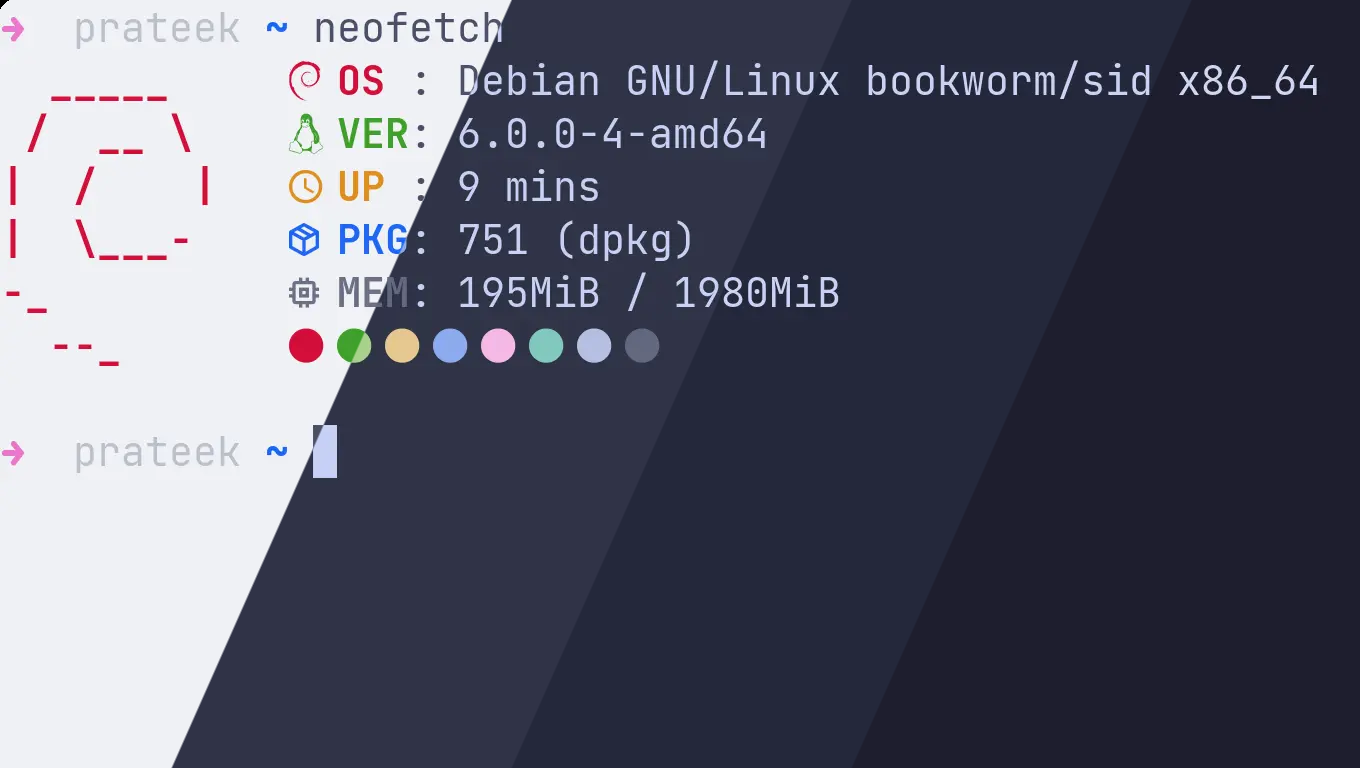 ➜  prateek ~ neofetch
OS : Debian GNU/Linux bookworm/sid x86_64
VER: 6.0.0-4-amd64
UP : 9 mins
PKG: 751 (dpkg)
MEM: 195MiB / 1980MiB
➜  prateek ~